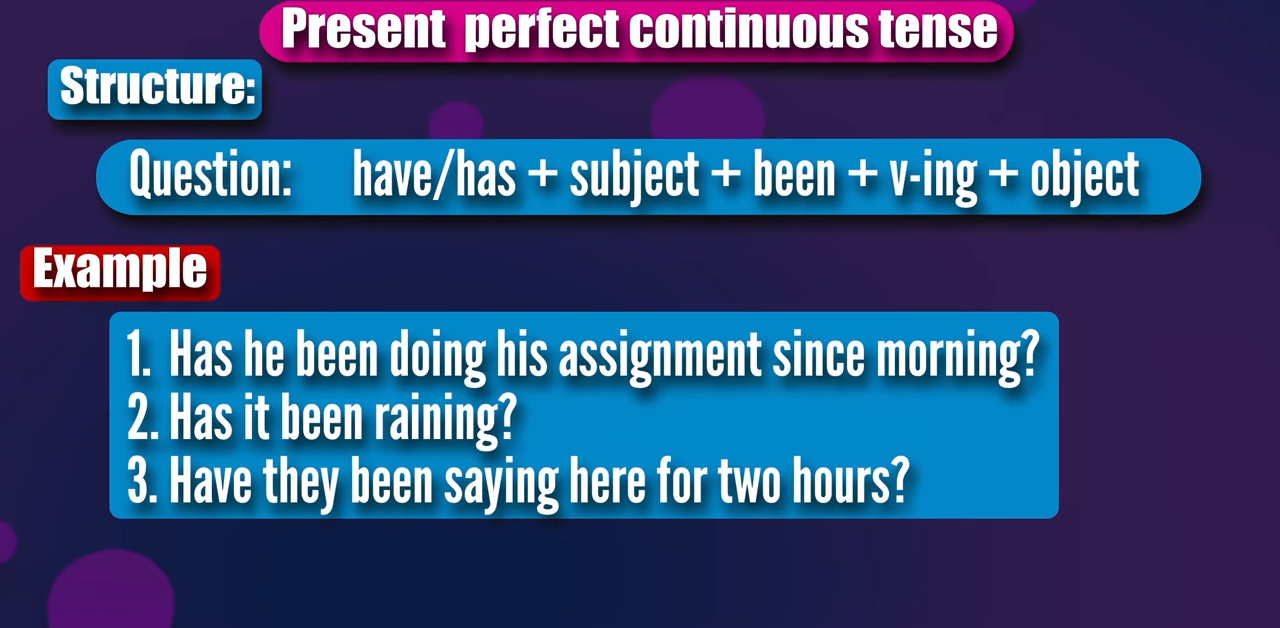 Present perfect continuous tense
Structure:
Question: have/has + subject + been + v-ing + object
Example
1. Has he been doing his assignment since morning?
2. Has it been raining?
3. Have they been saying here for two hours?